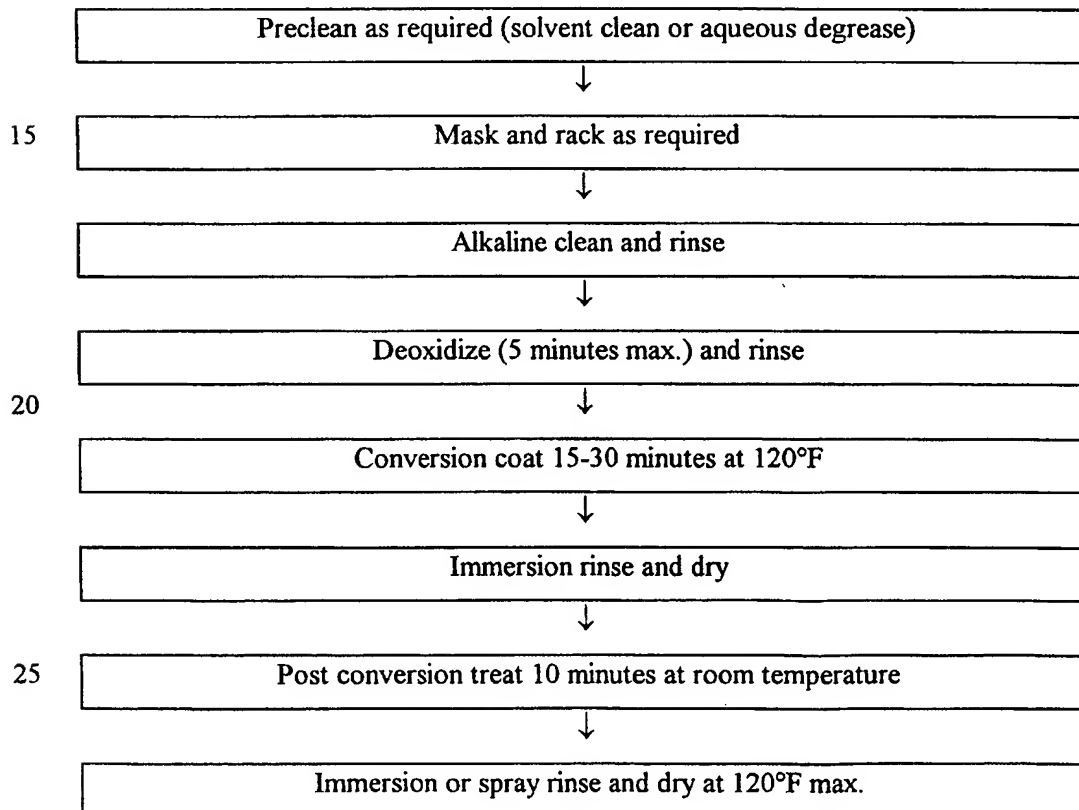 Preclean as required (solvent clean or aqueous degrease)
↓
15 Mask and rack as required
↓
Alkaline clean and rinse
↓
Deoxidize (5 minutes max.) and rinse
20 ↓
Conversion coat 15-30 minutes at 120°F
↓
Immersion rinse and dry
↓
25 Post conversion treat 10 minutes at room temperature
↓
Immersion or spray rinse and dry at 120°F max.